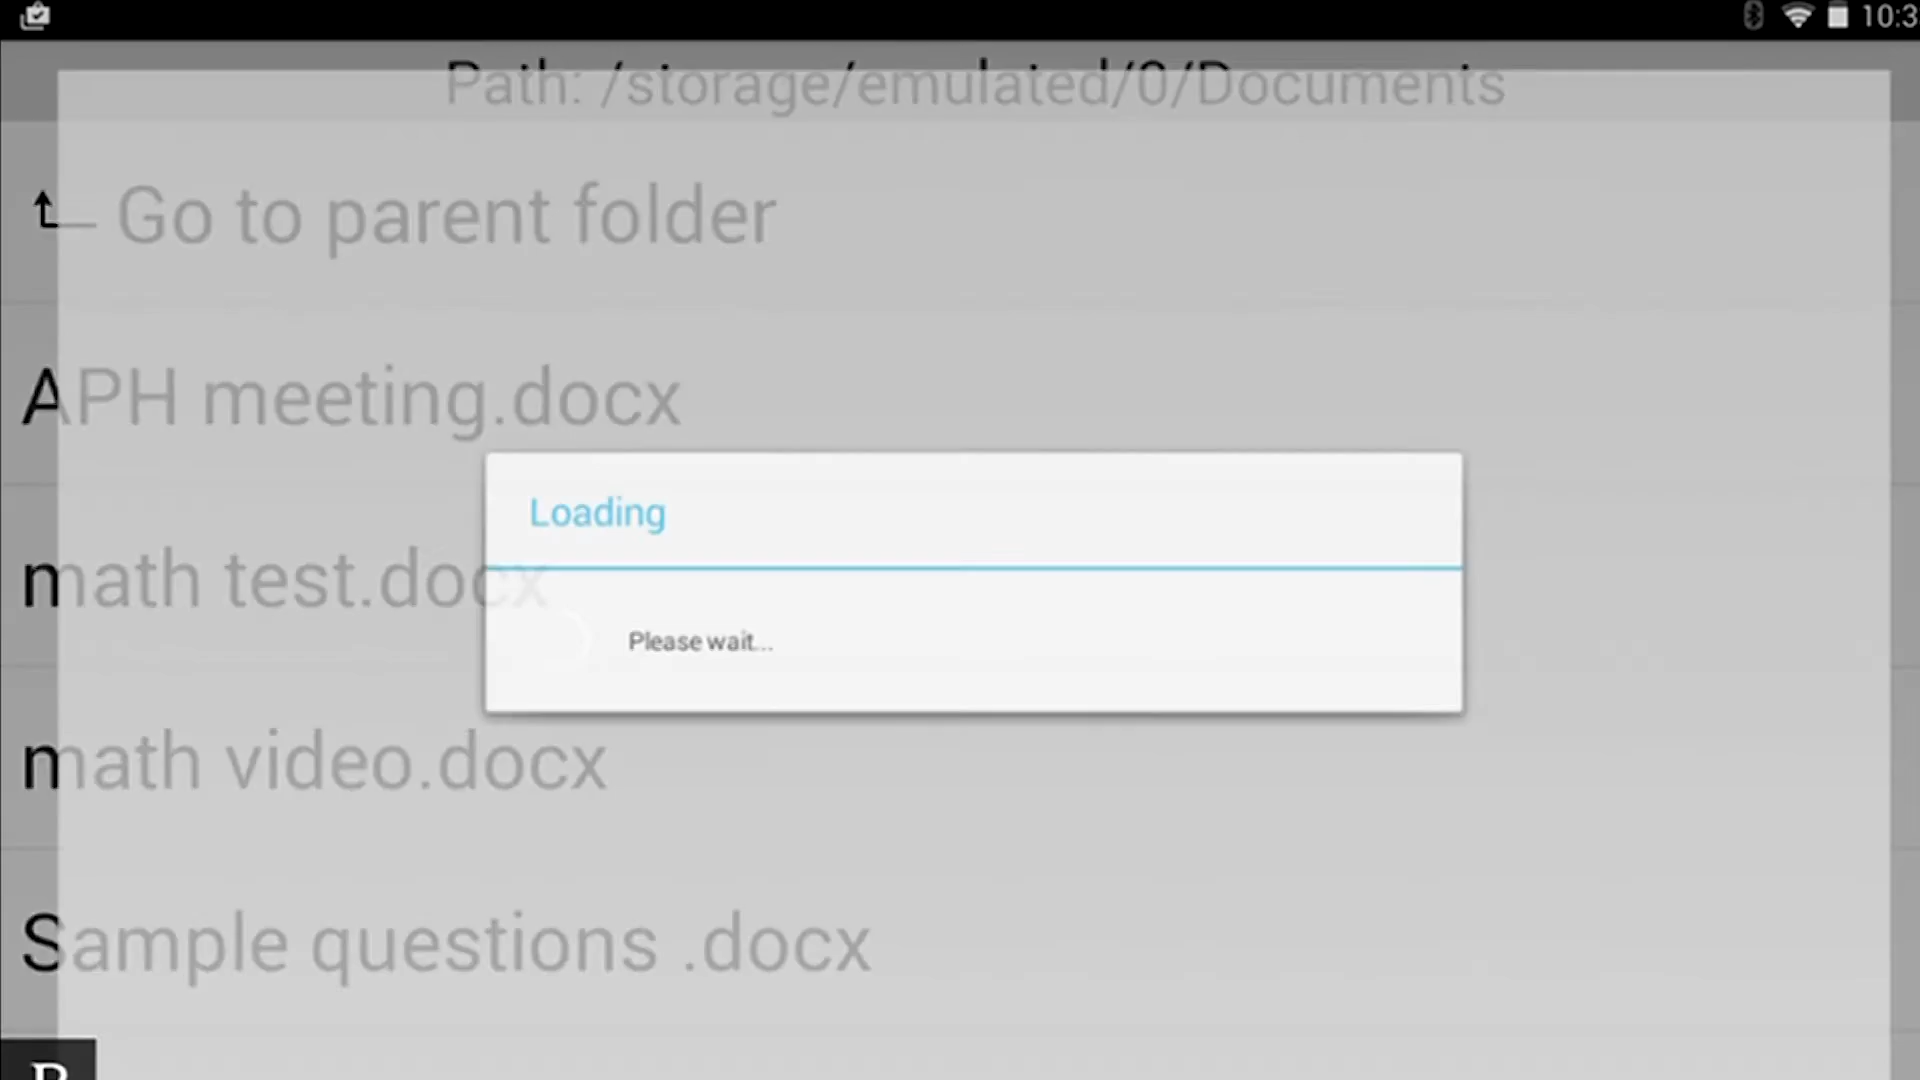 10:3
Path: /storage/emulated/0/Documents
Go to parent folder
APH meeting.docx
Loading
math test.docx
Please wait...
math video.docx
Sample questions .docx